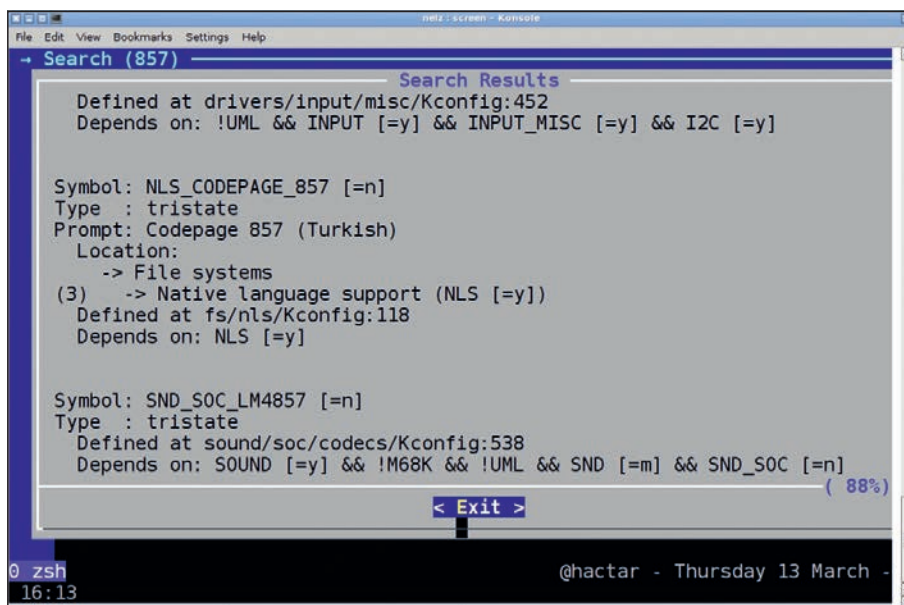 nelz : screen - Konsole
File Edit View Bookmarks Settings Help
→ Search (857)
Search Results
Defined at drivers/input/misc/Kconfig:452
Depends on: !UML && INPUT [=y] && INPUT_MISC [=y] && I2C [=y]
Symbol: NLS_CODEPAGE_857 [=n]
Type : tristate
Prompt: Codepage 857 (Turkish)
Location:
-> File systems
(3) -> Native language support (NLS [=y])
Defined at fs/nls/Kconfig:118
Depends on: NLS [=y]
Symbol: SND_SOC_LM4857 [=n]
Type : tristate
Defined at sound/soc/codecs/Kconfig:538
Depends on: SOUND [=y] && !M68K && !UML && SND [=m] && SND_SOC [=n]
( 88%)
< Exit >
0 zsh @hactar - Thursday 13 March -
16:13